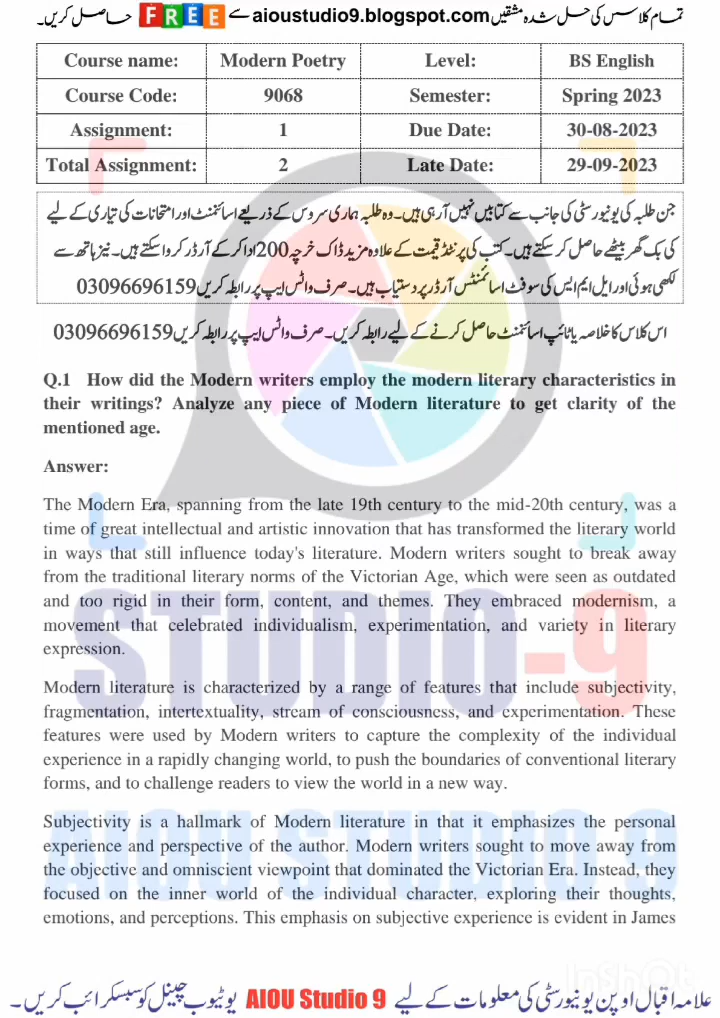 تمام کلاسس کی حل شدہ مشقیں aioustudio9.blogspot.com سے FREE حاصل کریں۔
Course name: Modern Poetry Level: BS English
Course Code: 9068 Semester: Spring 2023
Assignment: 1 Due Date: 30-08-2023
Total Assignment: 2 Late Date: 29-09-2023
جن طلبہ کی یونیورسٹی کی جانب سے کتابیں نہیں آ رہی ہیں۔ وہ طلبہ ہماری سروس کے ذریعے اسائنمنٹ اور امتحانات کی تیاری کے لیے
کی بک گھر بیٹھے حاصل کر سکتے ہیں۔ کتب کی پرنٹڈ قیمت کے علاوہ مزید ڈاک خرچہ 200 ادا کر کے آرڈر کروا سکتے ہیں۔ نیز ہاتھ سے
لکھی ہوئی اور ایل ایم ایس کی سوفٹ اسائنمنٹس آرڈر پر دستیاب ہیں۔ صرف واٹس ایپ پر رابطہ کریں 03096696159
اس کلاس کا خلاصہ یا ٹائپ اسائنمنٹ حاصل کرنے کے لیے رابطہ کریں۔ صرف واٹس ایپ پر رابطہ کریں 03096696159
Q.1 How did the Modern writers employ the modern literary characteristics in
their writings? Analyze any piece of Modern literature to get clarity of the
mentioned age.
Answer:
The Modern Era, spanning from the late 19th century to the mid-20th century, was a
time of great intellectual and artistic innovation that has transformed the literary world
in ways that still influence today's literature. Modern writers sought to break away
from the traditional literary norms of the Victorian Age, which were seen as outdated
and too rigid in their form, content, and themes. They embraced modernism, a
movement that celebrated individualism, experimentation, and variety in literary
expression.
STUDIO-9
Modern literature is characterized by a range of features that include subjectivity,
fragmentation, intertextuality, stream of consciousness, and experimentation. These
features were used by Modern writers to capture the complexity of the individual
experience in a rapidly changing world, to push the boundaries of conventional literary
forms, and to challenge readers to view the world in a new way.
Subjectivity is a hallmark of Modern literature in that it emphasizes the personal
experience and perspective of the author. Modern writers sought to move away from
the objective and omniscient viewpoint that dominated the Victorian Era. Instead, they
focused on the inner world of the individual character, exploring their thoughts,
emotions, and perceptions. This emphasis on subjective experience is evident in James
AIOU STUDIO 9
InShOt
علامہ اقبال اوپن یونیورسٹی کی معلومات کے لیے AIOU Studio 9 یوٹیوب چینل کو سبسکرائب کریں۔